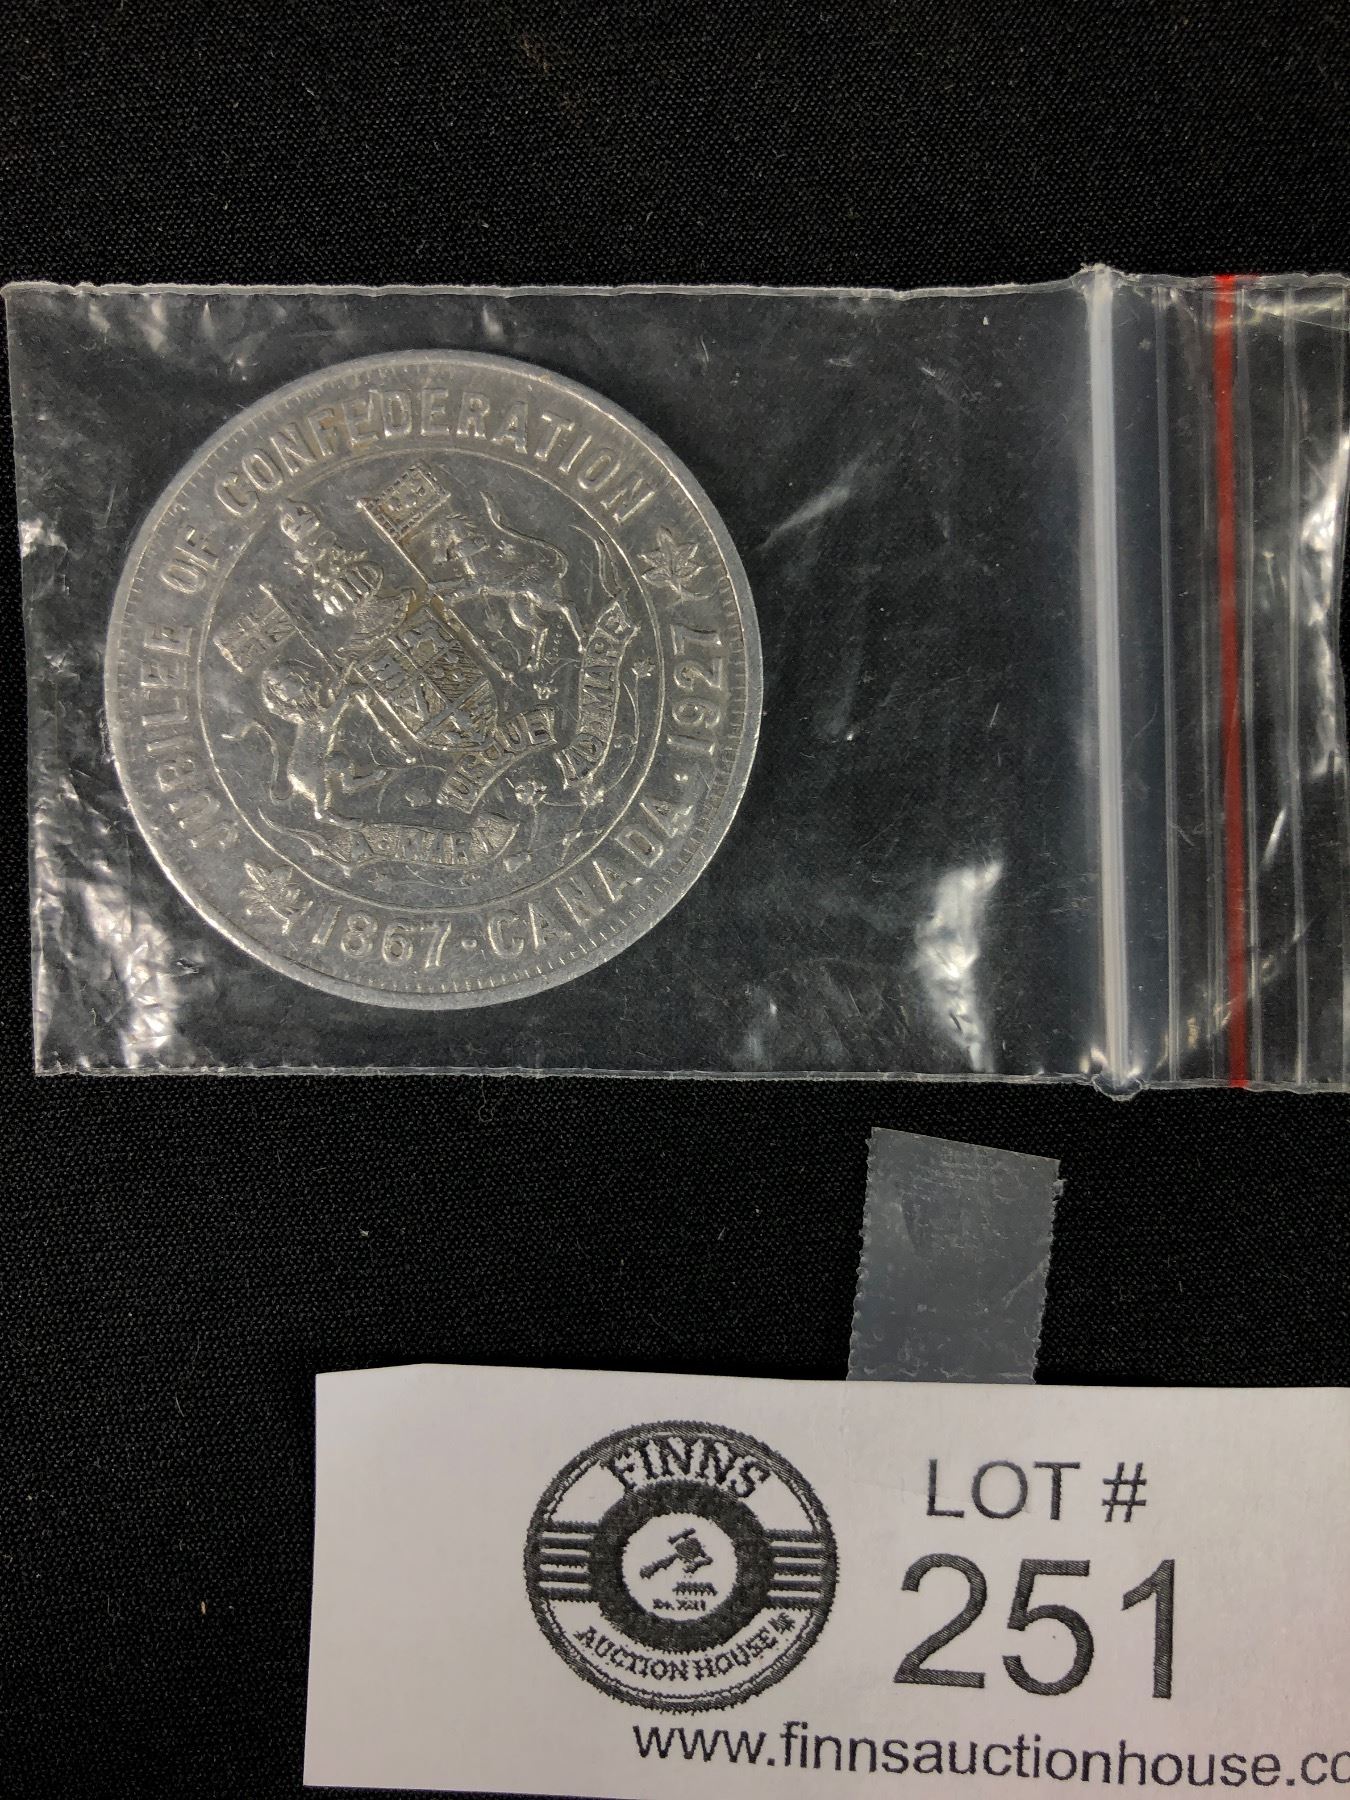 JUBILEE OF CONFEDERATION
1867 · CANADA · 1927
A MARI
USQUE
AD MARE
FINNS
AUCTION HOUSE
LOT #
251
www.finnsauctionhouse.co